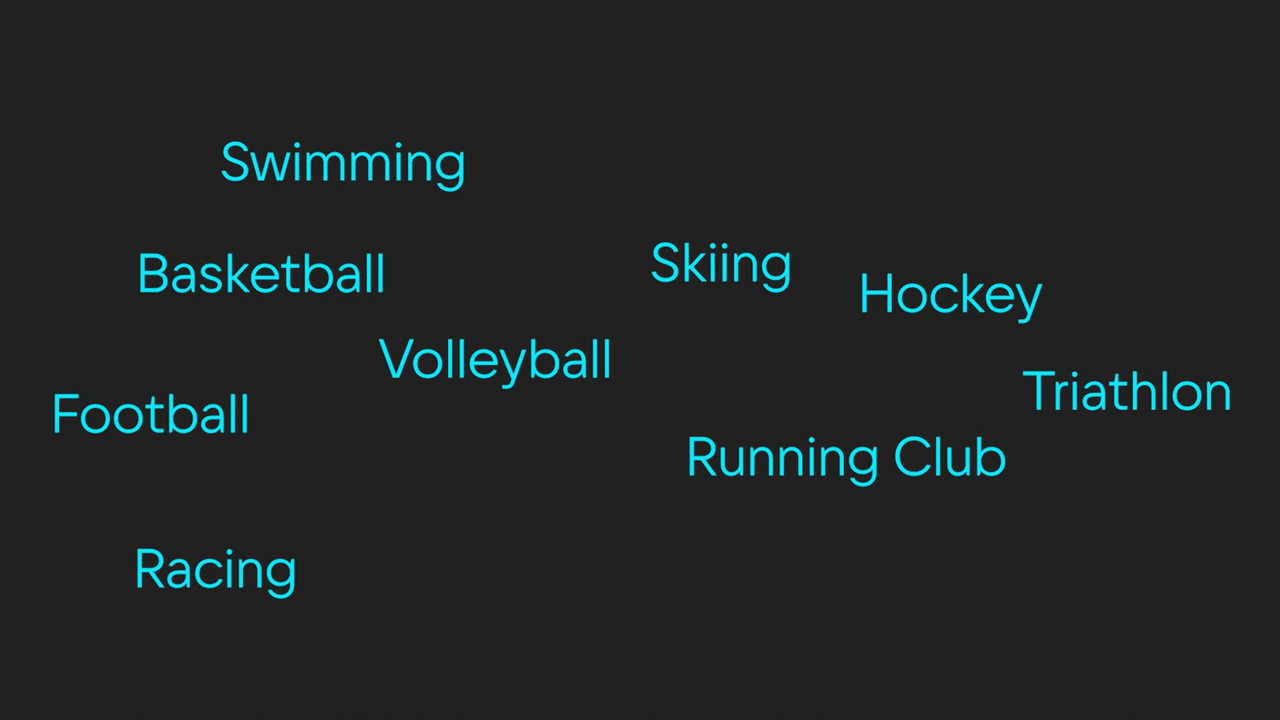 Swimming
Skiing
Basketball
Hockey
Volleyball
Triathlon
Football
Running Club
Racing